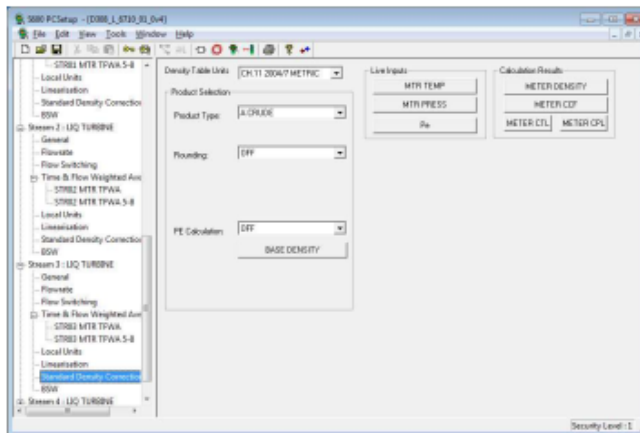 S600 PCSetup - (D300_L_6710_01_0v4)
File Edit View Tools Window Help
STR01 MTR TFWA 5-8
Local Units
Linearisation
Standard Density Correction
BSW
Stream 2 : LIQ TURBINE
General
Flowrate
Flow Switching
Time & Flow Weighted Ave
STR02 MTR TFWA
STR02 MTR TFWA 5-8
Local Units
Linearisation
Standard Density Correction
BSW
Stream 3 : LIQ TURBINE
General
Flowrate
Flow Switching
Time & Flow Weighted Ave
STR03 MTR TFWA
STR03 MTR TFWA 5-8
Local Units
Linearisation
Standard Density Correction
BSW
Stream 4 : LIQ TURBINE
Density Table Units CH.11 2004/7 METRIC
Product Selection
Product Type: A CRUDE
Rounding: OFF
PE Calculation: OFF
BASE DENSITY
Live Inputs
MTR TEMP
MTR PRESS
Pe
Calculation Results
METER DENSITY
METER CCF
METER CTL METER CPL
Security Level : 1